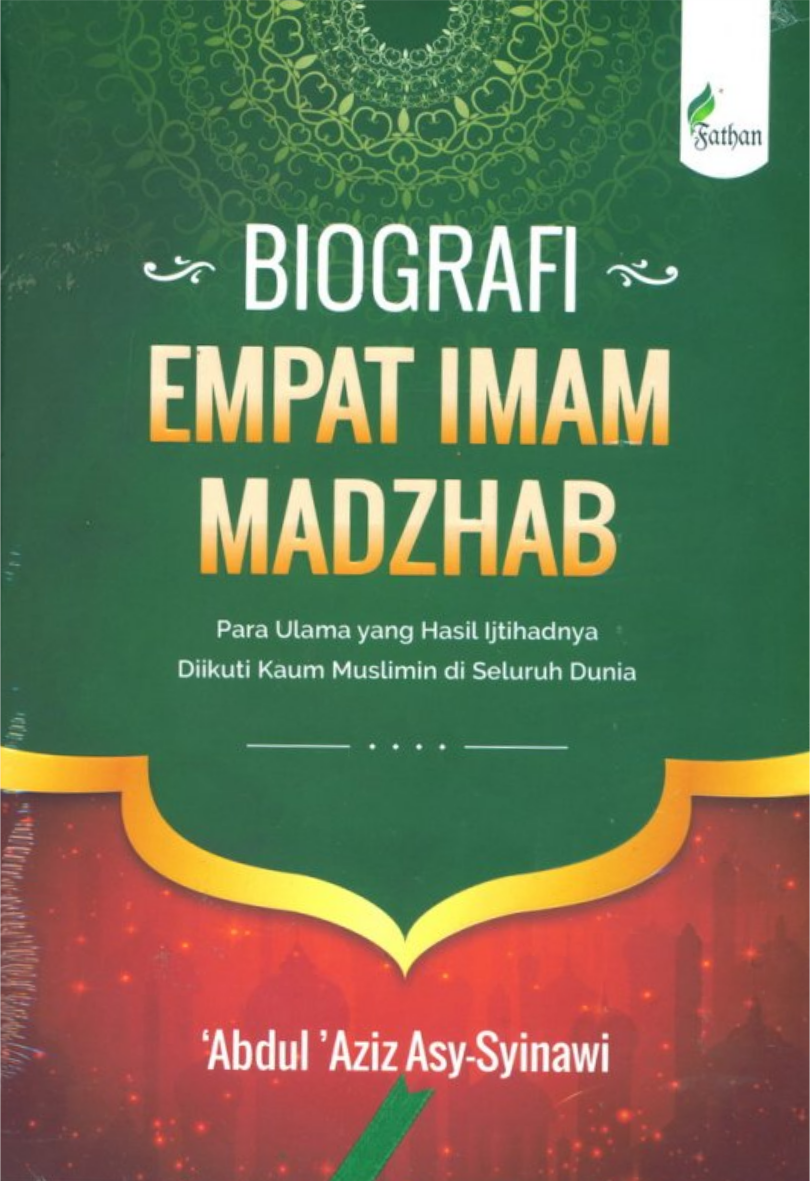 Fathan
BIOGRAFI
EMPAT IMAM
MADZHAB
Para Ulama yang Hasil Ijtihadnya
Diikuti Kaum Muslimin di Seluruh Dunia
‘Abdul ’Aziz Asy-Syinawi